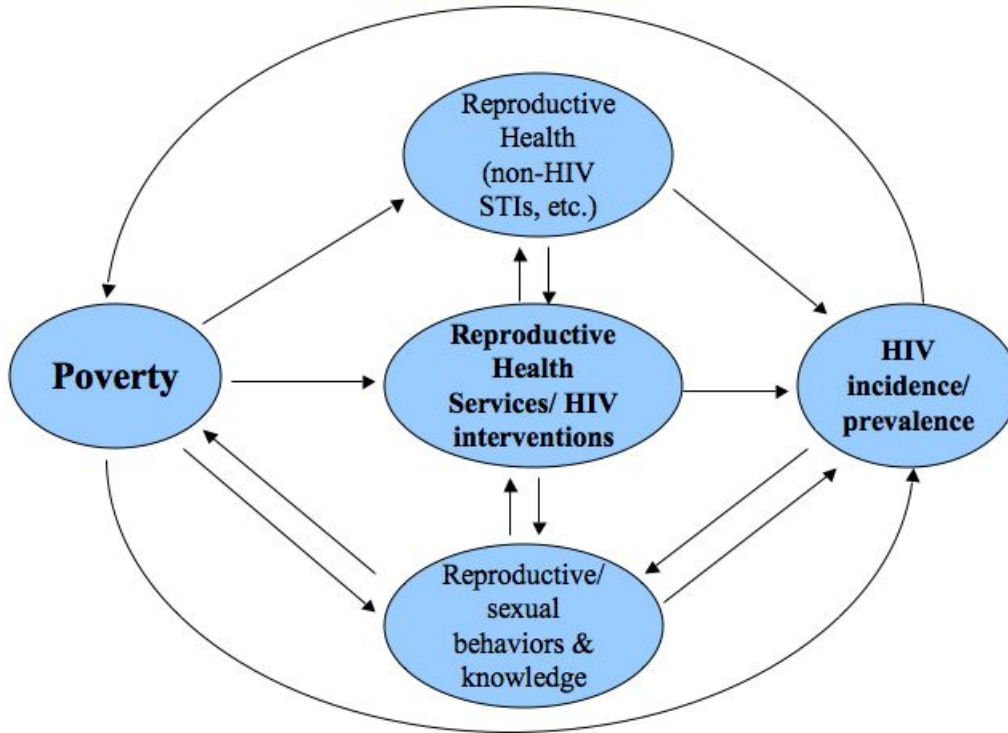 Reproductive
Health
(non-HIV
STIs, etc.)
Poverty
Reproductive
Health
Services/ HIV
interventions
HIV
incidence/
prevalence
Reproductive/
sexual
behaviors &
knowledge